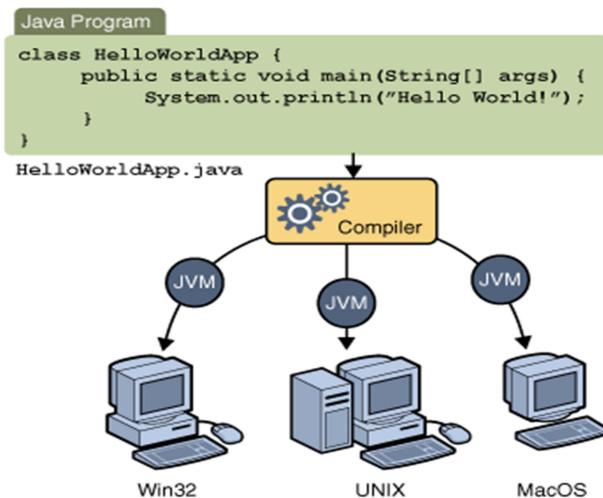 Java Program
class HelloWorldApp {
public static void main(String[] args) {
System.out.println(”Hello World!”);
}
}
HelloWorldApp.java
Compiler
JVM
JVM
JVM
Win32
UNIX
MacOS